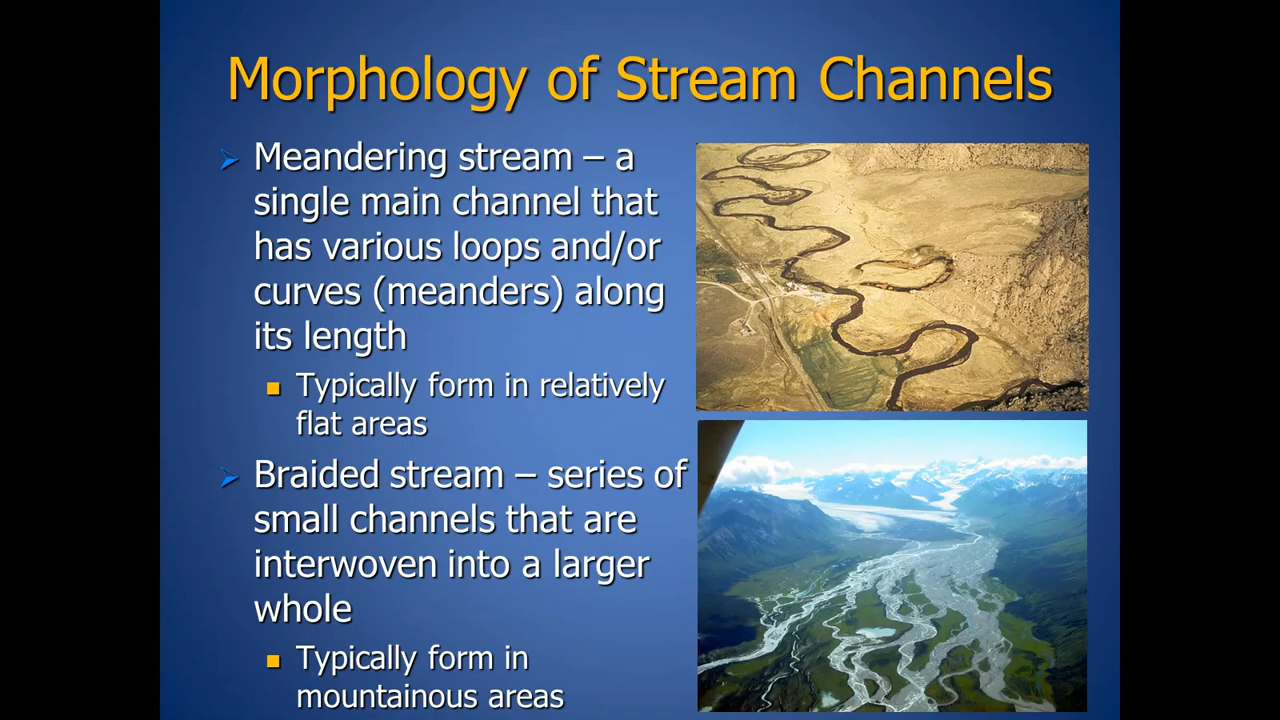 Morphology of Stream Channels
Meandering stream – a
single main channel that
has various loops and/or
curves (meanders) along
its length
Typically form in relatively
flat areas
Braided stream – series of
small channels that are
interwoven into a larger
whole
Typically form in
mountainous areas